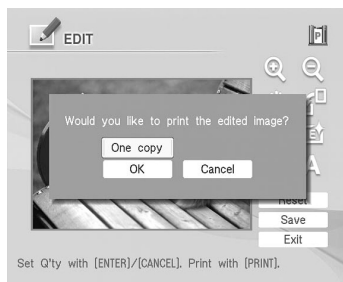 EDIT
P
Would you like to print the edited image?
One copy
OK
Cancel
A
Reset
Save
Exit
Set Q'ty with [ENTER]/[CANCEL]. Print with [PRINT].